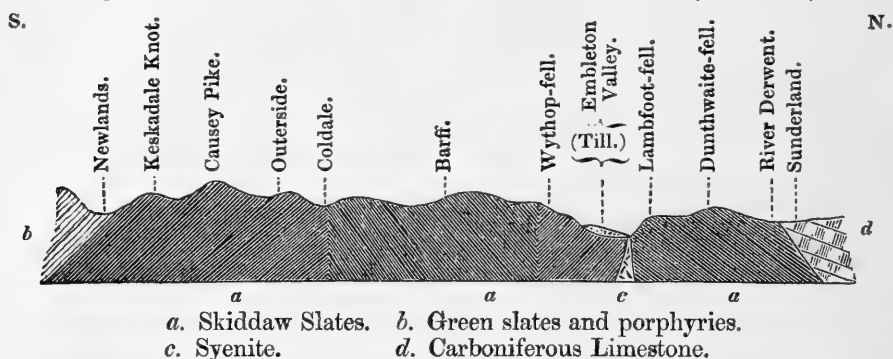 S.
N.
Newlands.
Keskadale Knot.
Causey Pike.
Outerside.
Coldale.
Barff.
Wythop-fell.
Embleton
Valley.
(Till.)
Lambfoot-fell.
Dunthwaite-fell.
River Derwent.
Sunderland.
b
d
a a c a
a. Skiddaw Slates. b. Green slates and porphyries.
c. Syenite. d. Carboniferous Limestone.